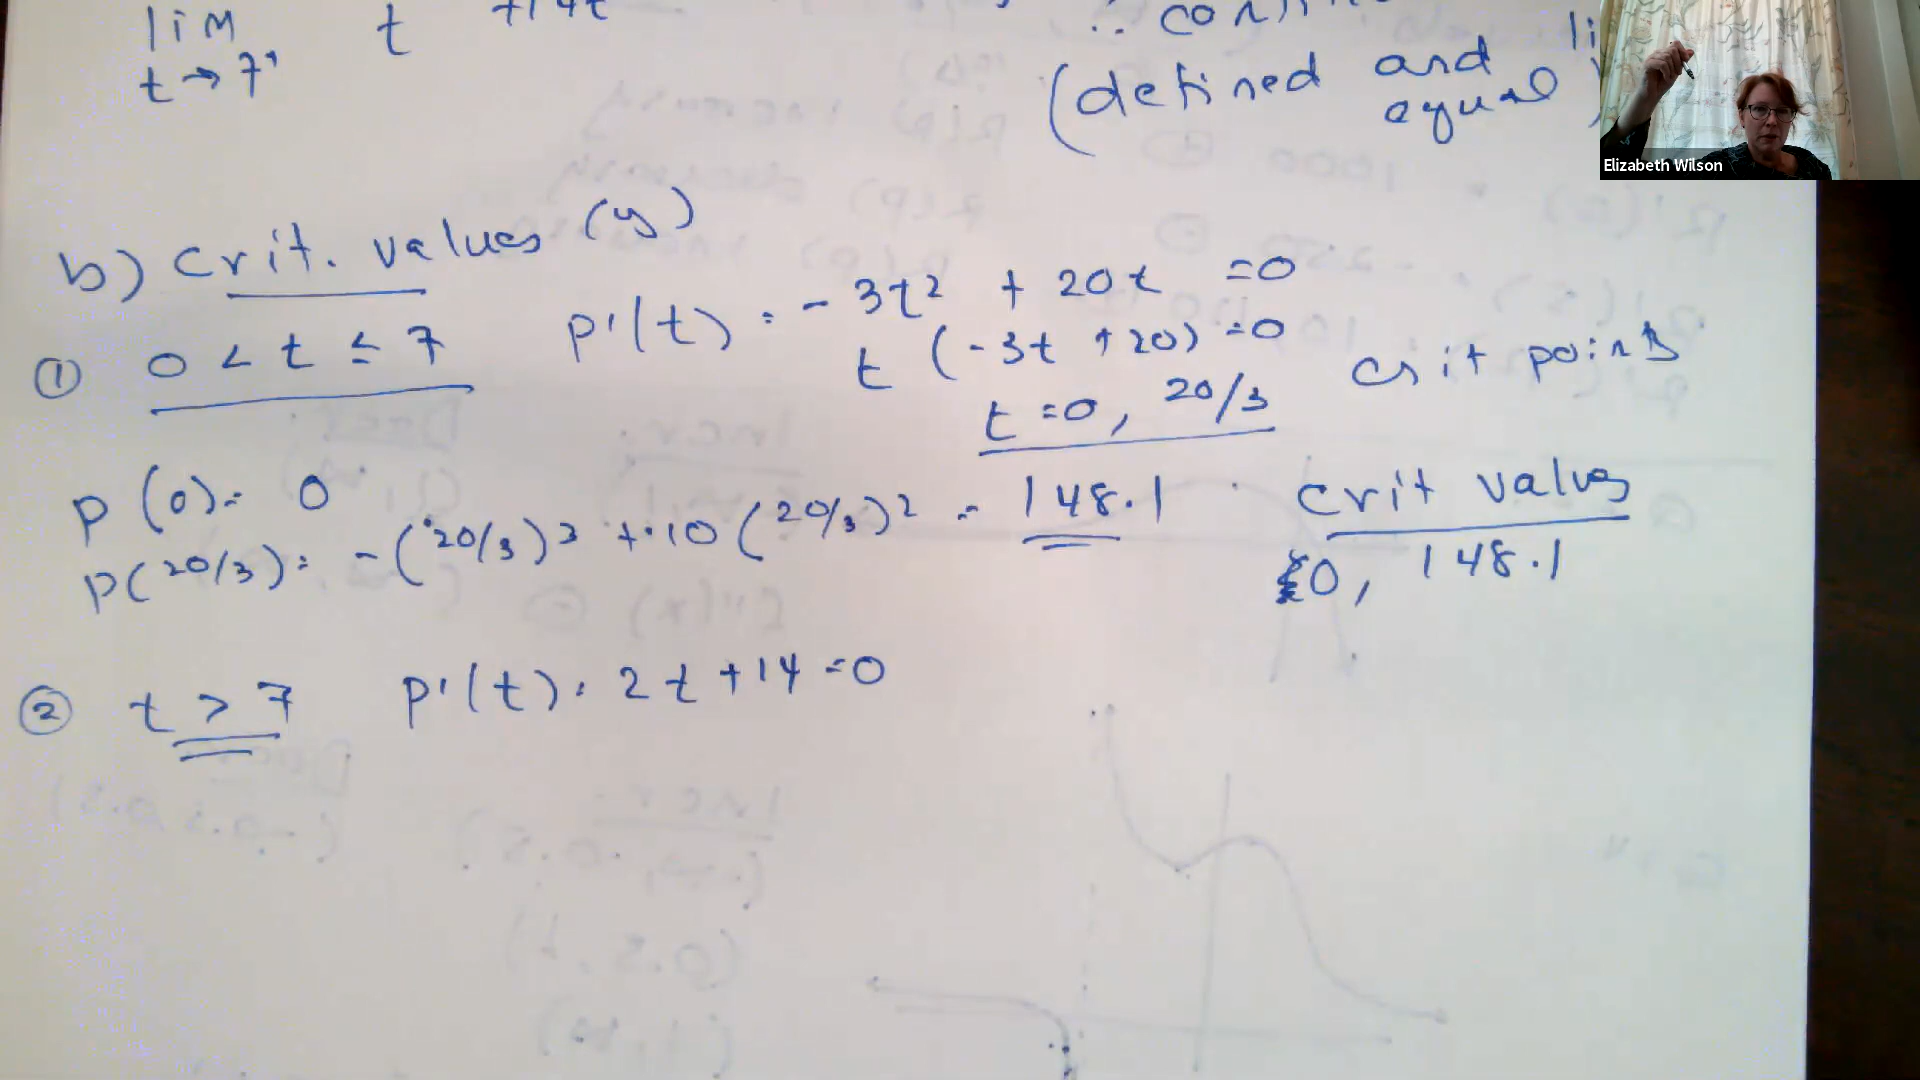 lim t
t → 7⁺
(defined and equal
Elizabeth Wilson
b) Crit. values (y)
① 0 < t ≤ 7 p'(t) = -3t² + 20t = 0
t (-3t + 20) = 0
t = 0, 20/3 crit points
p(0) = 0
p(20/3) = -(20/3)³ + 10(20/3)² = 148.1
crit values
0, 148.1
② t > 7 p'(t) = 2t + 14 = 0